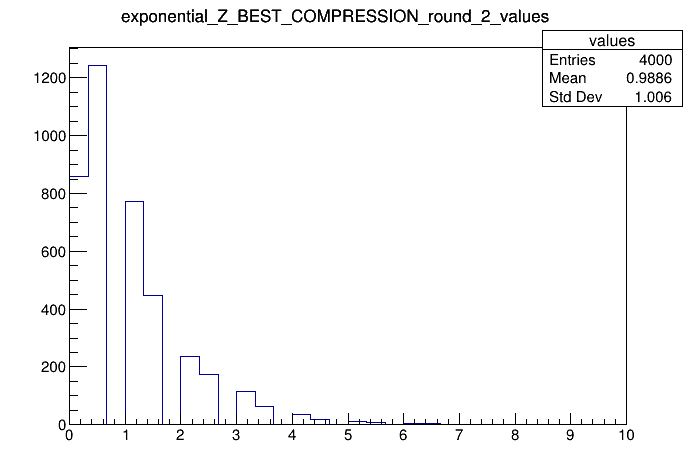 exponential_Z_BEST_COMPRESSION_round_2_values
values
Entries 4000
Mean 0.9886
Std Dev 1.006
1200
1000
800
600
400
200
0
0 1 2 3 4 5 6 7 8 9 10